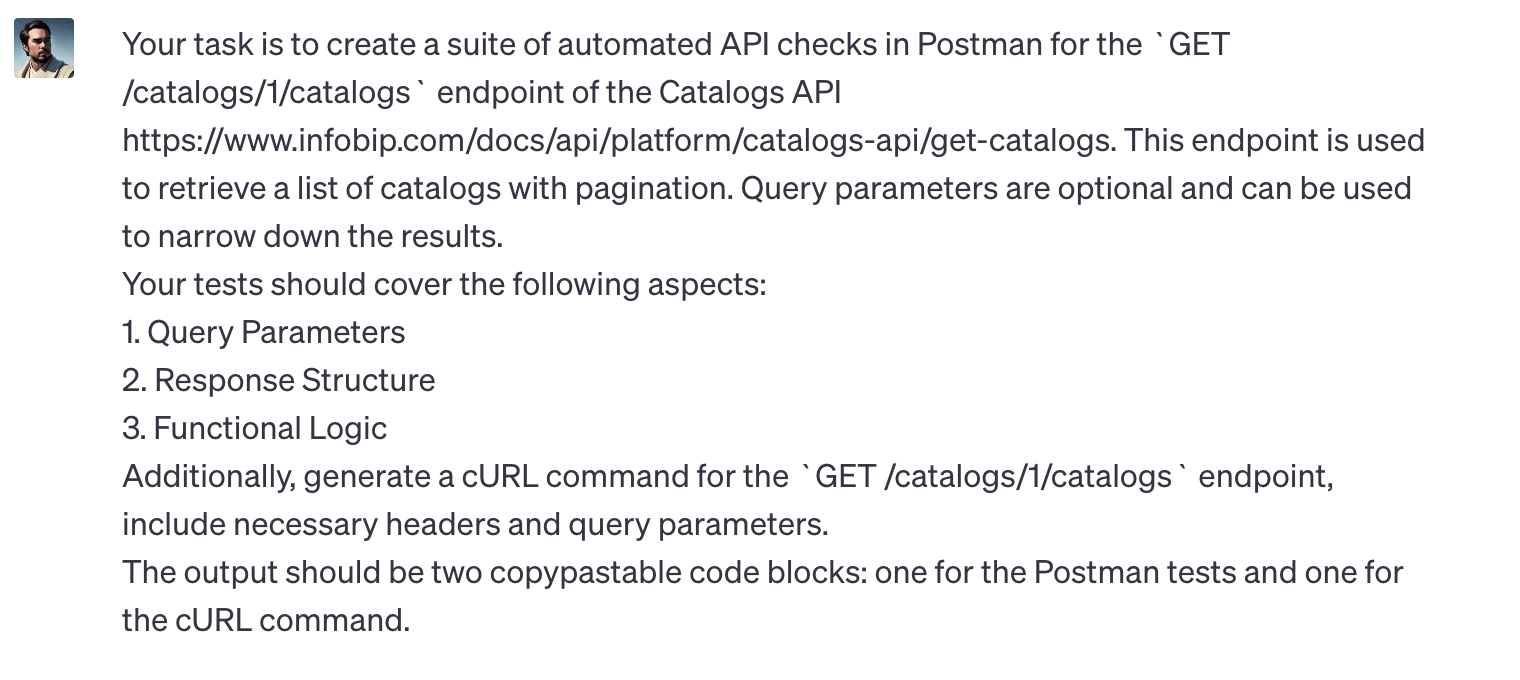 Your task is to create a suite of automated API checks in Postman for the `GET
/catalogs/1/catalogs` endpoint of the Catalogs API
https://www.infobip.com/docs/api/platform/catalogs-api/get-catalogs. This endpoint is used
to retrieve a list of catalogs with pagination. Query parameters are optional and can be used
to narrow down the results.
Your tests should cover the following aspects:
1. Query Parameters
2. Response Structure
3. Functional Logic
Additionally, generate a cURL command for the `GET /catalogs/1/catalogs` endpoint,
include necessary headers and query parameters.
The output should be two copypastable code blocks: one for the Postman tests and one for
the cURL command.